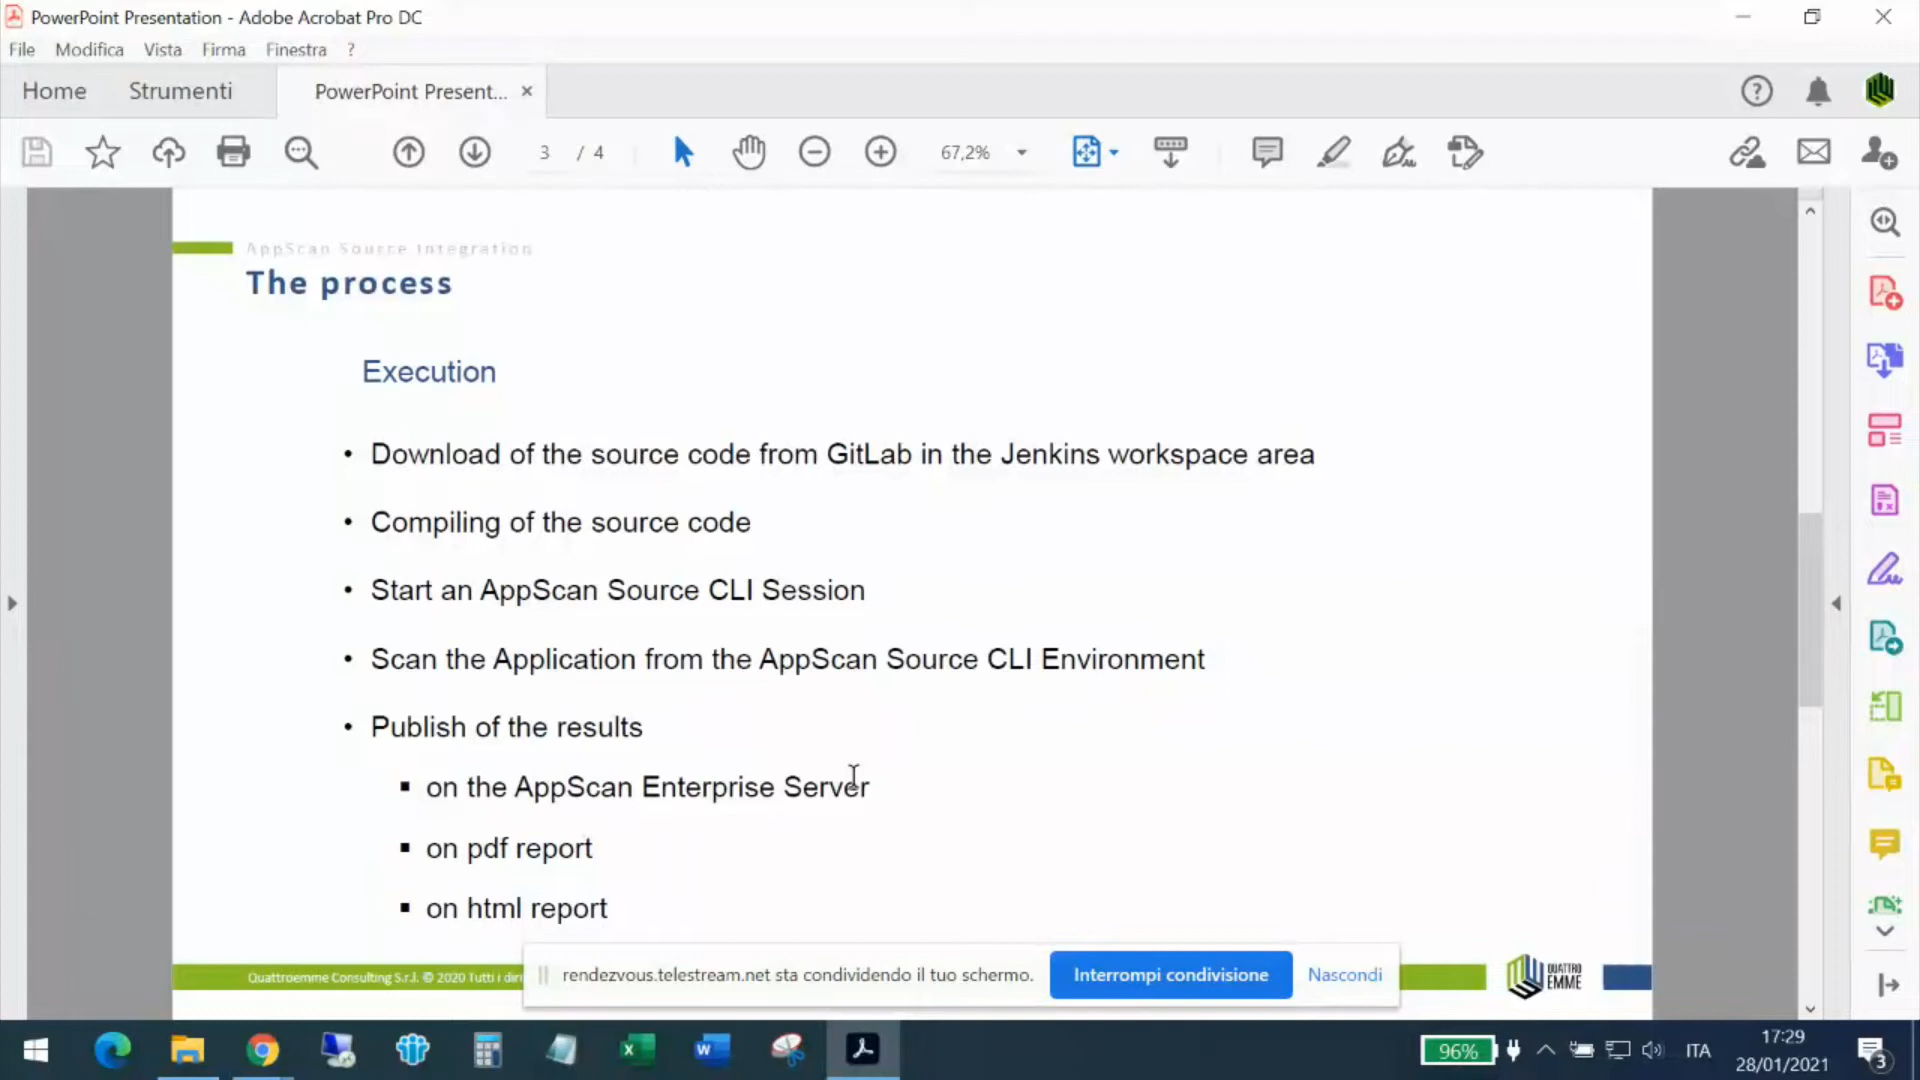 PowerPoint Presentation - Adobe Acrobat Pro DC
File Modifica Vista Firma Finestra ?
Home Strumenti PowerPoint Present... ×
3 / 4 67,2%
AppScan Source Integration
The process
Execution
• Download of the source code from GitLab in the Jenkins workspace area
• Compiling of the source code
• Start an AppScan Source CLI Session
• Scan the Application from the AppScan Source CLI Environment
• Publish of the results
▪ on the AppScan Enterprise Server
▪ on pdf report
▪ on html report
Quattroemme Consulting S.r.l. © 2020 Tutti i diri
rendezvous.telestream.net sta condividendo il tuo schermo. Interrompi condivisione Nascondi
QUATTRO
EMME
96% ITA
17:29
28/01/2021
3